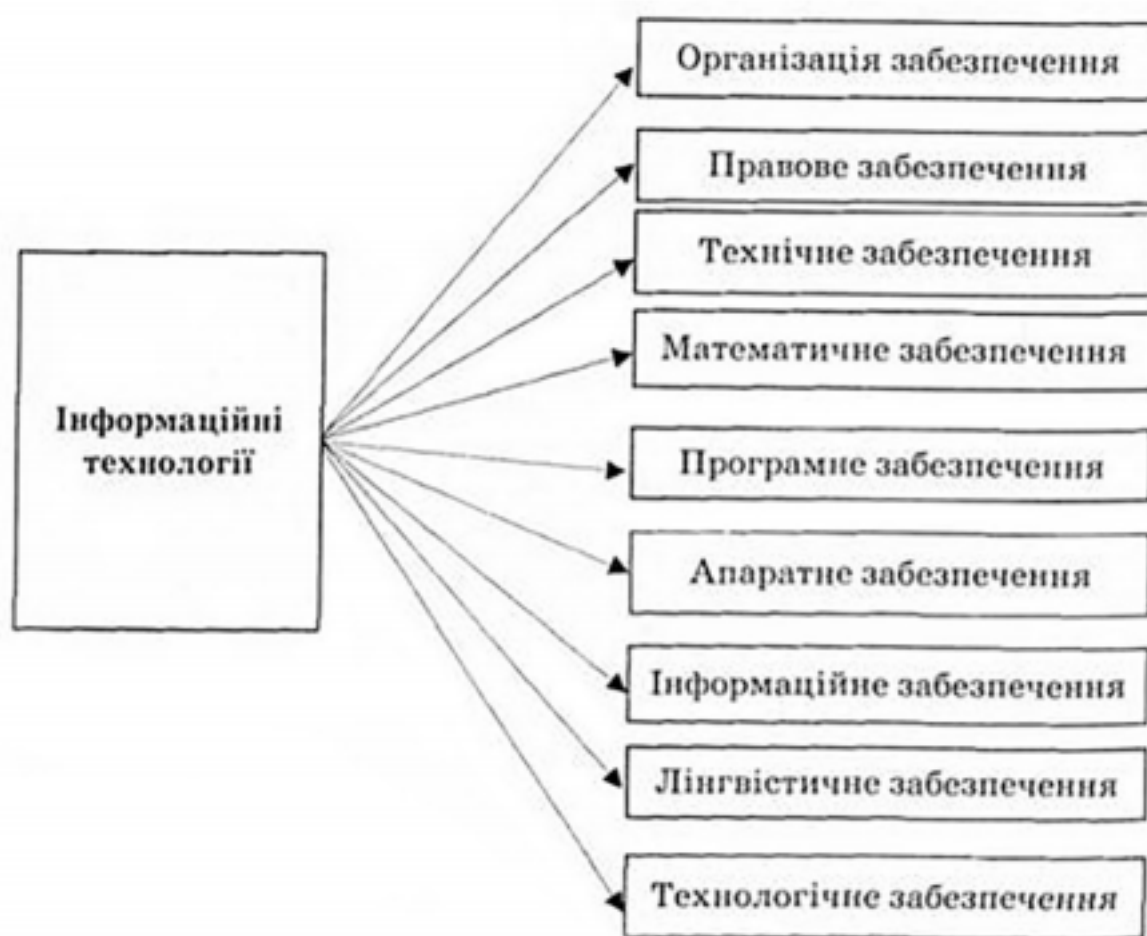 Організація забезпечення
Правове забезпечення
Технічне забезпечення
Математичне забезпечення
Інформаційні
технології
Програмне забезпечення
Апаратне забезпечення
Інформаційне забезпечення
Лінгвістичне забезпечення
Технологічне забезпечення